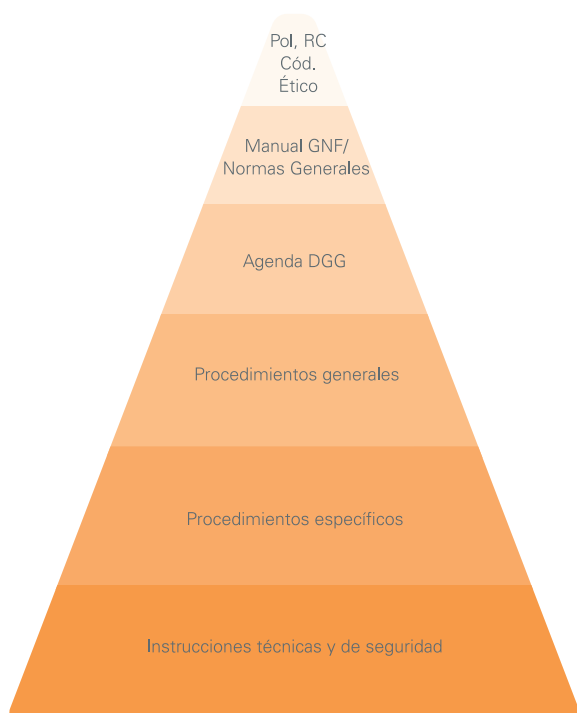 Pol, RC
Cód.
Ético
Manual GNF/
Normas Generales
Agenda DGG
Procedimientos generales
Procedimientos específicos
Instrucciones técnicas y de seguridad